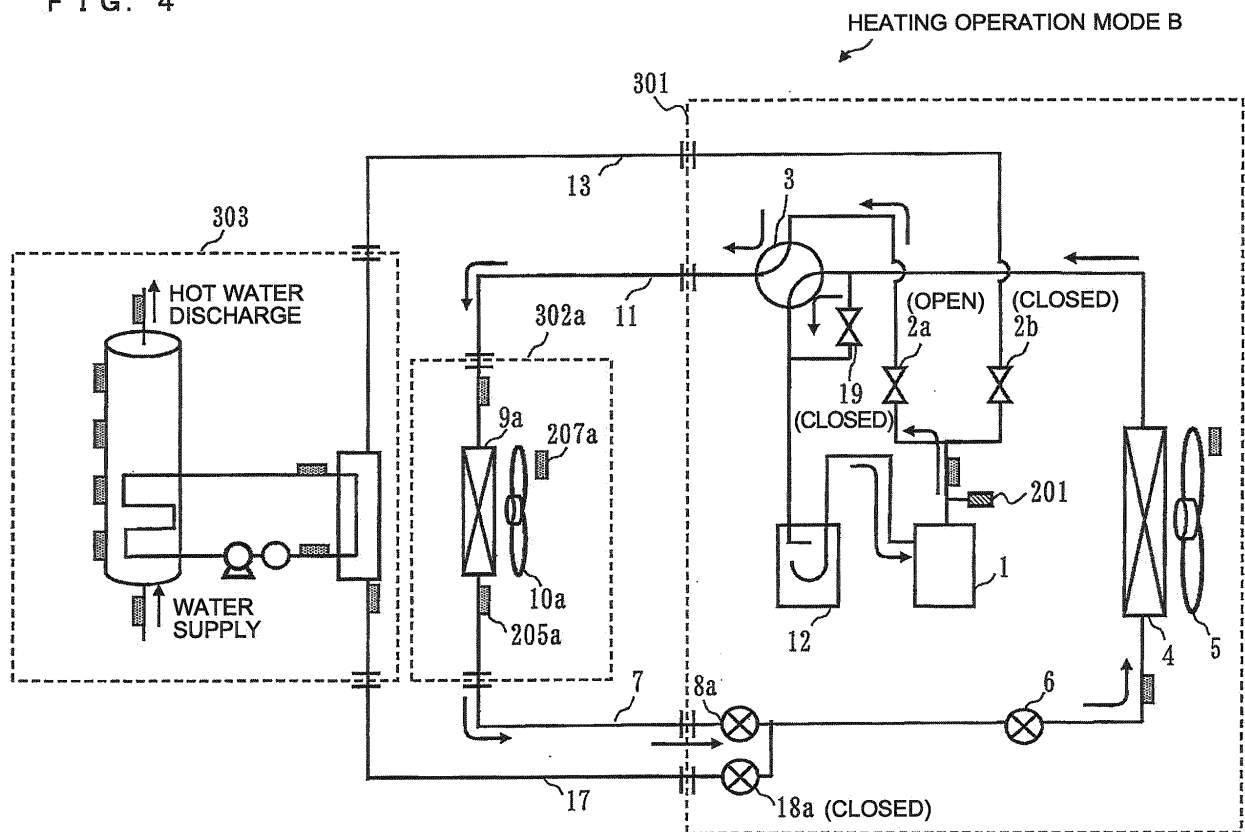 FIG. 4
HEATING OPERATION MODE B
301
13
3
303
HOT WATER
DISCHARGE
11
(OPEN)
(CLOSED)
302a
2a
2b
19
(CLOSED)
9a
207a
201
1
10a
WATER
SUPPLY
205a
12
4
5
7
8a
6
17
18a (CLOSED)